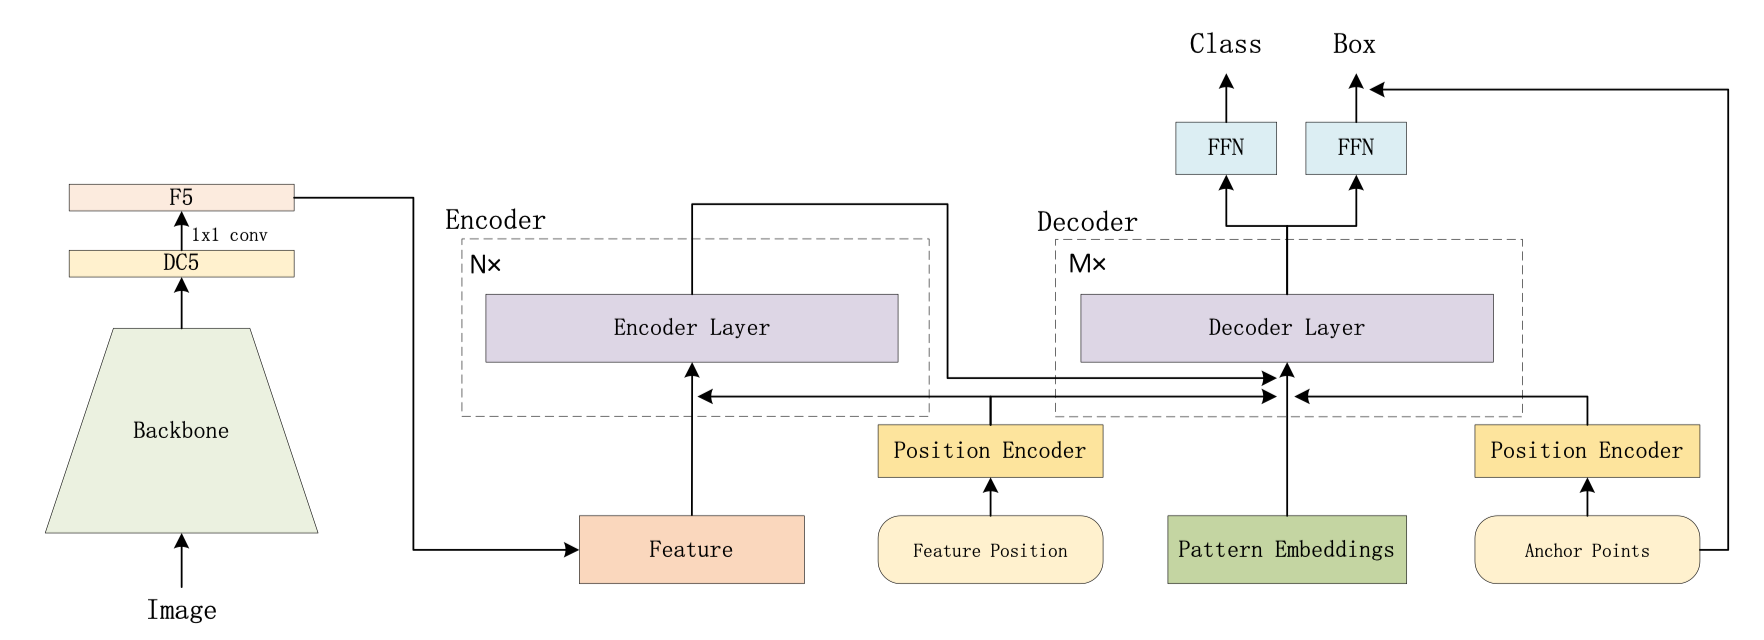 Class
Box
FFN
FFN
F5
1x1 conv
DC5
Backbone
Image
Encoder
N×
Encoder Layer
Decoder
M×
Decoder Layer
Position Encoder
Position Encoder
Feature
Feature Position
Pattern Embeddings
Anchor Points